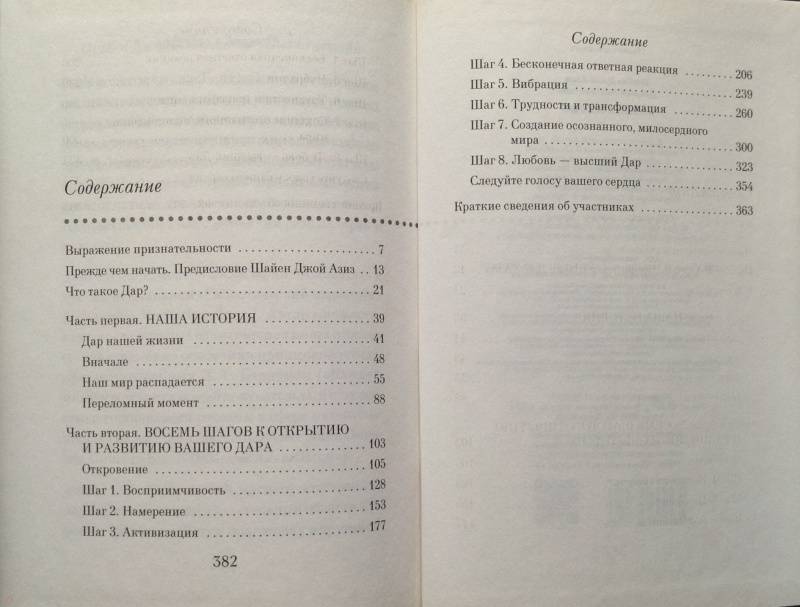 Содержание
Выражение признательности ..................... 7
Прежде чем начать. Предисловие Шайен Джой Азиз .. 13
Что такое Дар? ................................ 21
Часть первая. НАША ИСТОРИЯ ................. 39
Дар нашей жизни ............................ 41
Вначале .................................... 48
Наш мир распадается ........................ 55
Переломный момент .......................... 88
Часть вторая. ВОСЕМЬ ШАГОВ К ОТКРЫТИЮ
И РАЗВИТИЮ ВАШЕГО ДАРА .............. 103
Откровение ................................. 105
Шаг 1. Восприимчивость ..................... 128
Шаг 2. Намерение ........................... 153
Шаг 3. Активизация ......................... 177
382
Содержание
Шаг 4. Бесконечная ответная реакция ........ 206
Шаг 5. Вибрация ............................ 239
Шаг 6. Трудности и трансформация ........... 260
Шаг 7. Создание осознанного, милосердного
мира ........................... 300
Шаг 8. Любовь — высший Дар ............ 323
Следуйте голосу вашего сердца ............ 354
Краткие сведения об участниках ............ 363